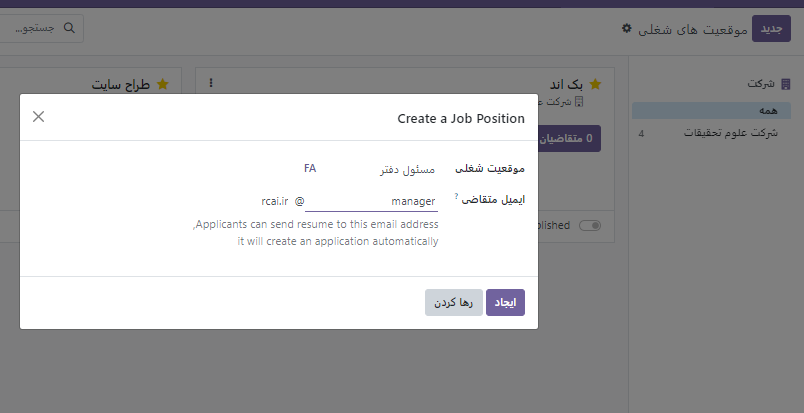 جدید
موقعیت های شغلی
جستجو...
شرکت
همه
شرکت علوم تحقیقات 4
بک اند
شرکت
0 متقاضیان
طراح سایت
Create a Job Position
موقعیت شغلی
مسئول دفتر
FA
ایمیل متقاضی ?
manager
@ rcai.ir
Applicants can send resume to this email address,
it will create an application automatically
ایجاد
رها کردن